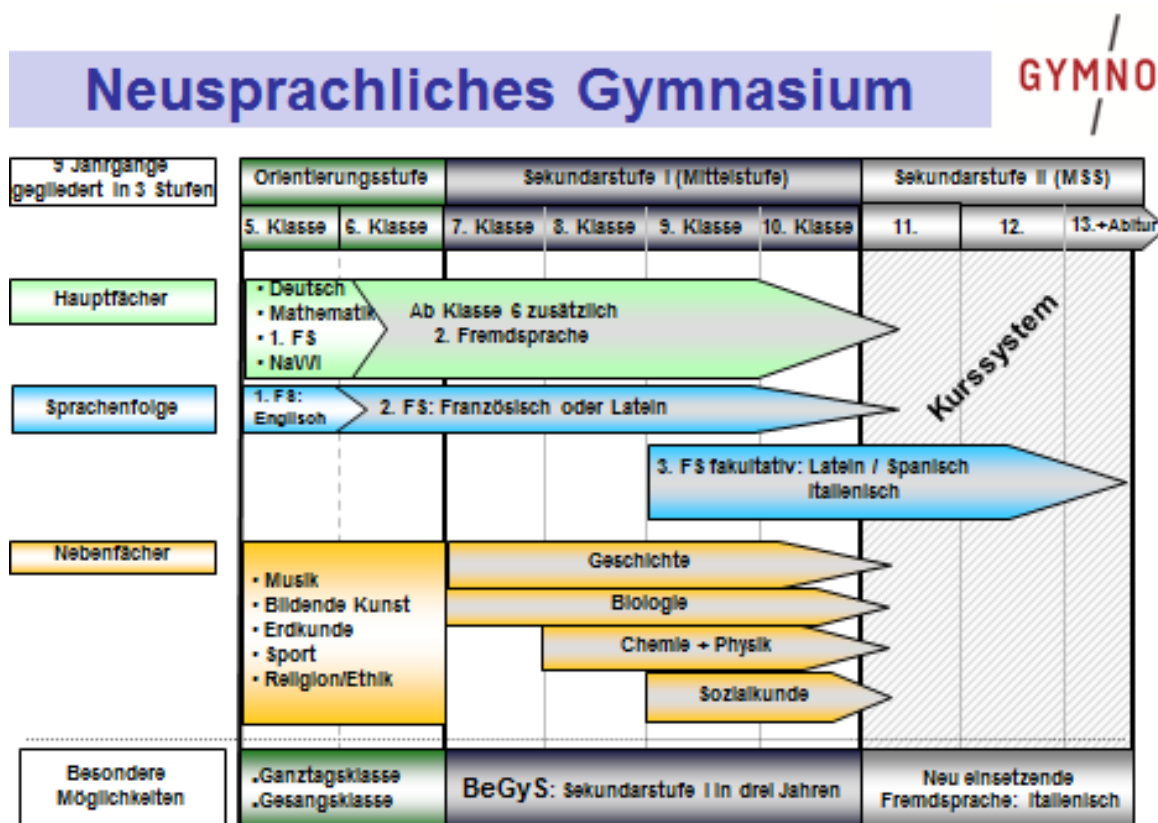 Neusprachliches Gymnasium
GYMNO
9 Jahrgänge
gegliedert in 3 Stufen
Orientierungsstufe
Sekundarstufe I (Mittelstufe)
Sekundarstufe II (MSS)
5. Klasse
6. Klasse
7. Klasse
8. Klasse
9. Klasse
10. Klasse
11.
12.
13.+Abitur
Hauptfächer
• Deutsch
• Mathematik
• 1. FS
• NaWi
Ab Klasse 6 zusätzlich
2. Fremdsprache
Kurssystem
Sprachenfolge
1. FS:
Englisch
2. FS: Französisch oder Latein
3. FS fakultativ: Latein / Spanisch
Italienisch
Nebenfächer
• Musik
• Bildende Kunst
• Erdkunde
• Sport
• Religion/Ethik
Geschichte
Biologie
Chemie + Physik
Sozialkunde
Besondere
Möglichkeiten
.Ganztagsklasse
.Gesangsklasse
BeGyS: Sekundarstufe I in drei Jahren
Neu einsetzende
Fremdsprache: Italienisch